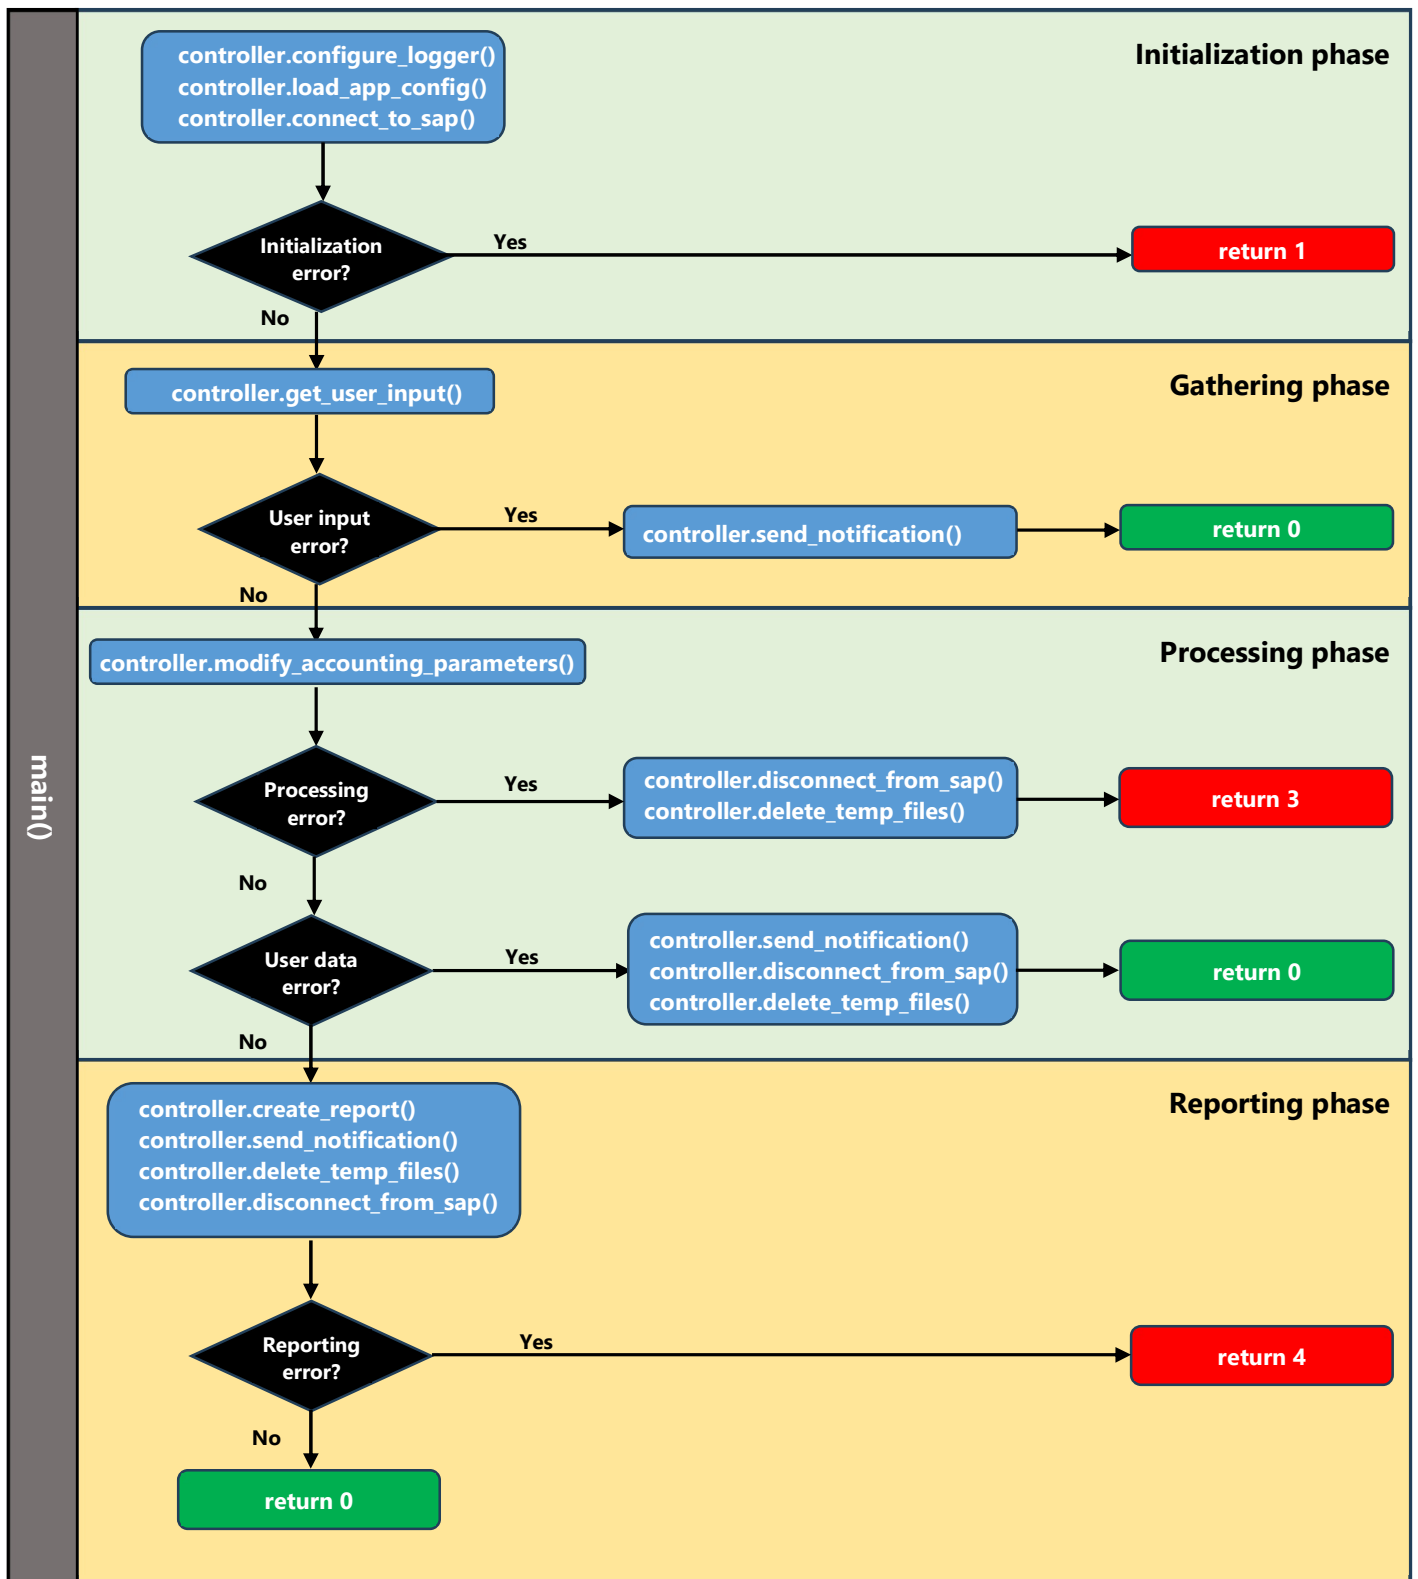 main()
Initialization phase
controller.configure_logger()
controller.load_app_config()
controller.connect_to_sap()
Initialization
error?
Yes
return 1
No
Gathering phase
controller.get_user_input()
User input
error?
Yes
controller.send_notification()
return 0
No
Processing phase
controller.modify_accounting_parameters()
Processing
error?
Yes
controller.disconnect_from_sap()
controller.delete_temp_files()
return 3
No
User data
error?
Yes
controller.send_notification()
controller.disconnect_from_sap()
controller.delete_temp_files()
return 0
No
Reporting phase
controller.create_report()
controller.send_notification()
controller.delete_temp_files()
controller.disconnect_from_sap()
Reporting
error?
Yes
return 4
No
return 0